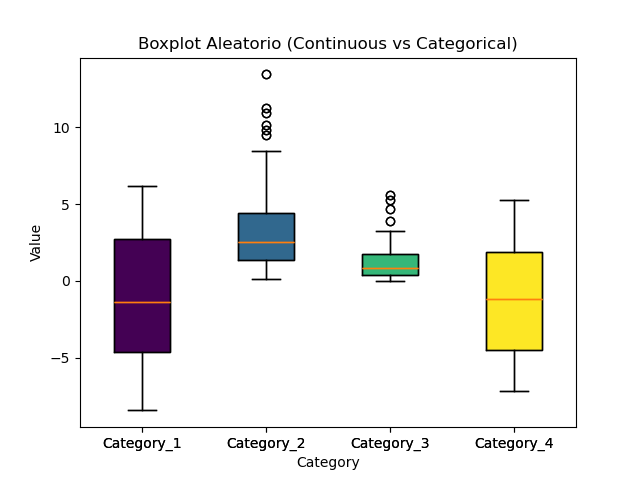 Boxplot Aleatorio (Continuous vs Categorical)
Value
10
5
0
−5
Category_1 Category_2 Category_3 Category_4
Category